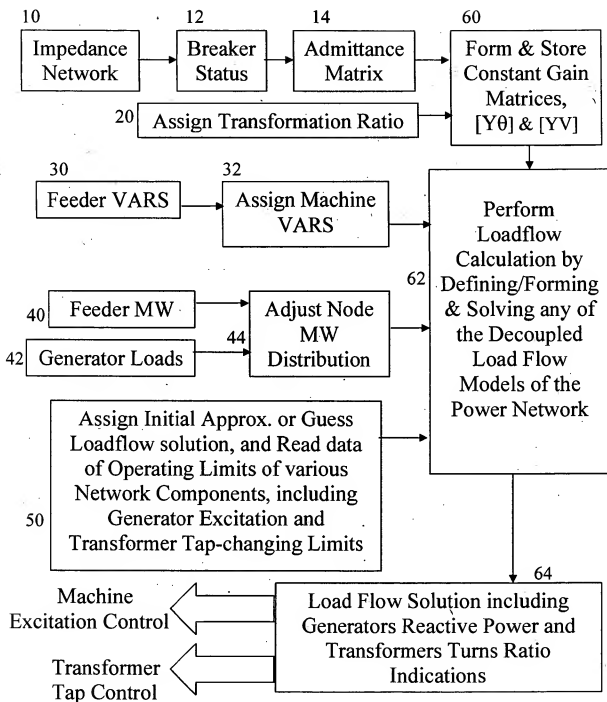 10
12
14
60
Impedance
Network
Breaker
Status
Admittance
Matrix
Form & Store
Constant Gain
Matrices,
[Yθ] & [YV]
20
Assign Transformation Ratio
30
32
Feeder VARS
Assign Machine
VARS
40
Feeder MW
42
Generator Loads
44
Adjust Node
MW
Distribution
62
Perform
Loadflow
Calculation by
Defining/Forming
& Solving any of
the Decoupled
Load Flow
Models of the
Power Network
50
Assign Initial Approx. or Guess
Loadflow solution, and Read data
of Operating Limits of various
Network Components, including
Generator Excitation and
Transformer Tap-changing Limits
64
Load Flow Solution including
Generators Reactive Power and
Transformers Turns Ratio
Indications
Machine
Excitation Control
Transformer
Tap Control